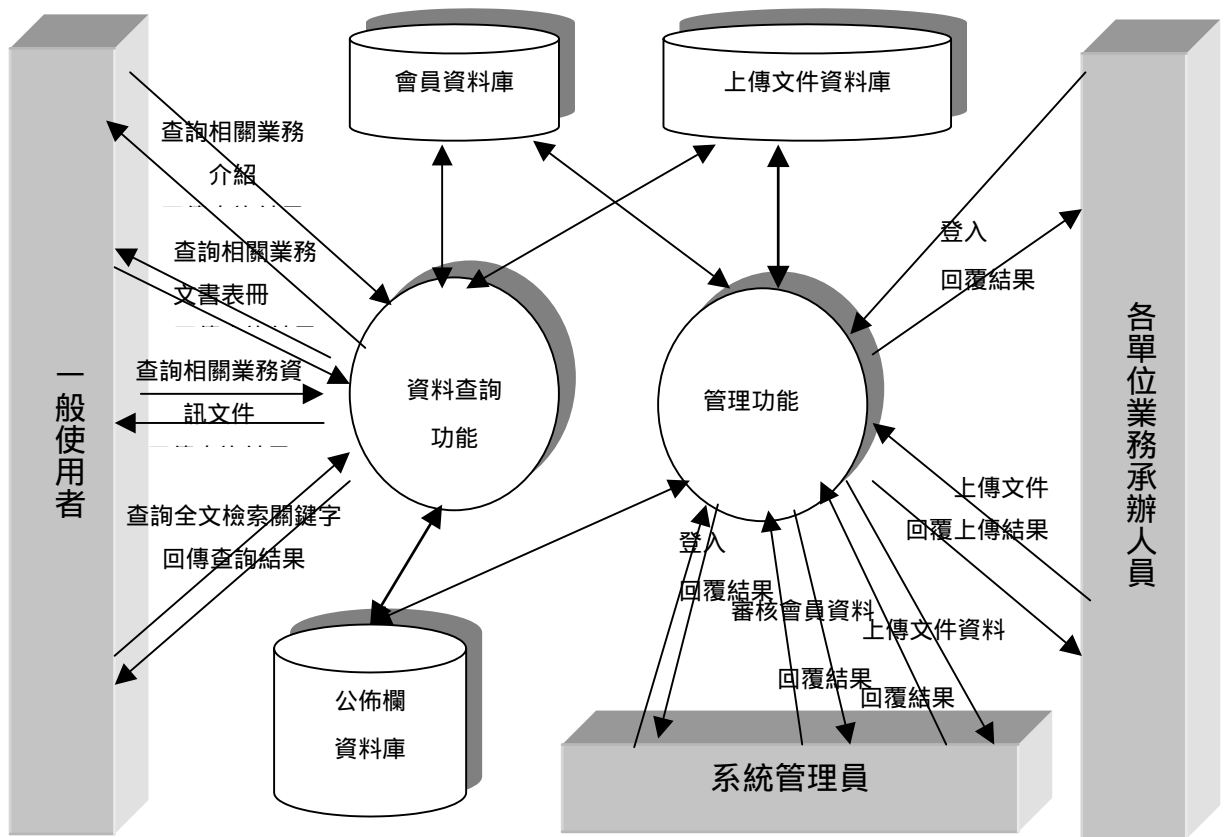 會員資料庫
上傳文件資料庫
查詢相關業務
介紹
查詢相關業務
文書表冊
查詢相關業務資
訊文件
查詢全文檢索關鍵字
回傳查詢結果
一般使用者
資料查詢
功能
管理功能
登入
回覆結果
各單位業務承辦人員
上傳文件
回覆上傳結果
登入
回覆結果
審核會員資料
回覆結果
上傳文件資料
回覆結果
公佈欄
資料庫
系統管理員